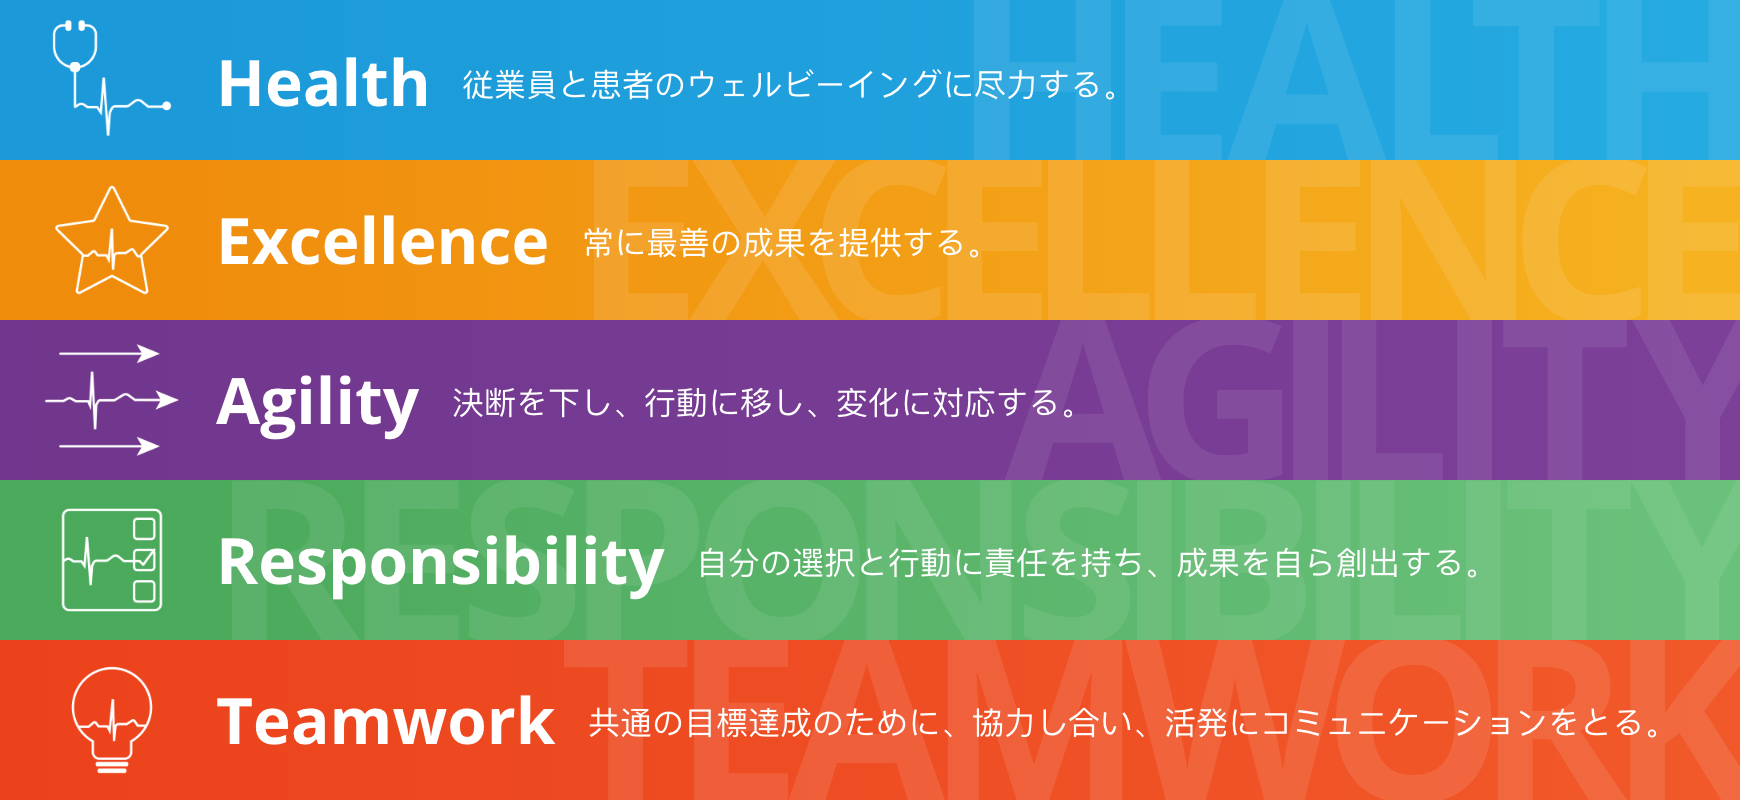 HEALTH
Health 従業員と患者のウェルビーイングに尽力する。
EXCELLENCE
Excellence 常に最善の成果を提供する。
AGILITY
Agility 決断を下し、行動に移し、変化に対応する。
RESPONSIBILITY
Responsibility 自分の選択と行動に責任を持ち、成果を自ら創出する。
TEAMWORK
Teamwork 共通の目標達成のために、協力し合い、活発にコミュニケーションをとる。